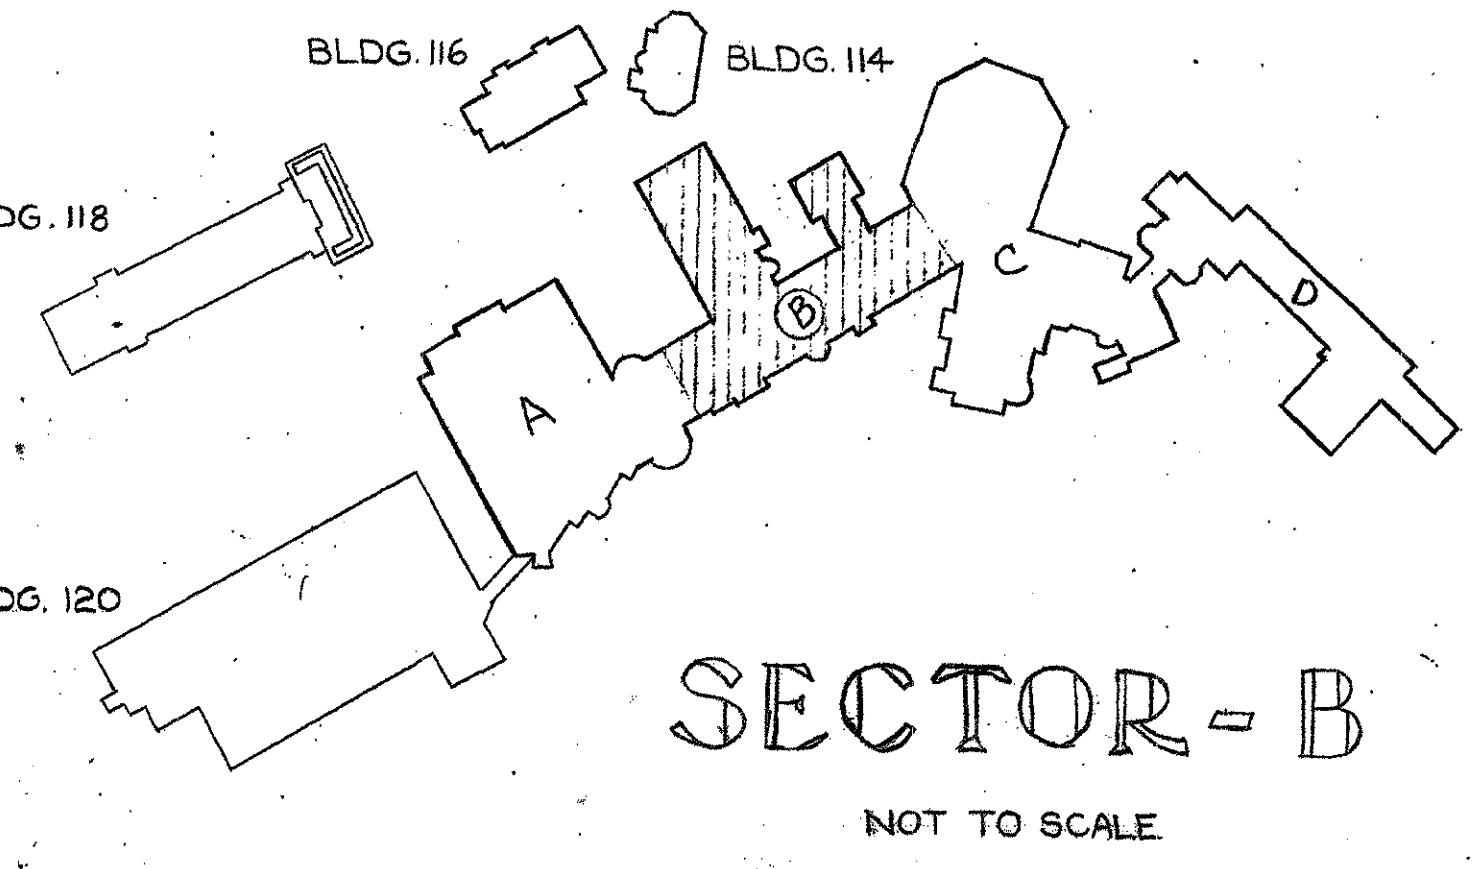 BLDG. 116
BLDG. 114
DG. 118
B
C
D
A
DG. 120
SECTOR - B
NOT TO SCALE